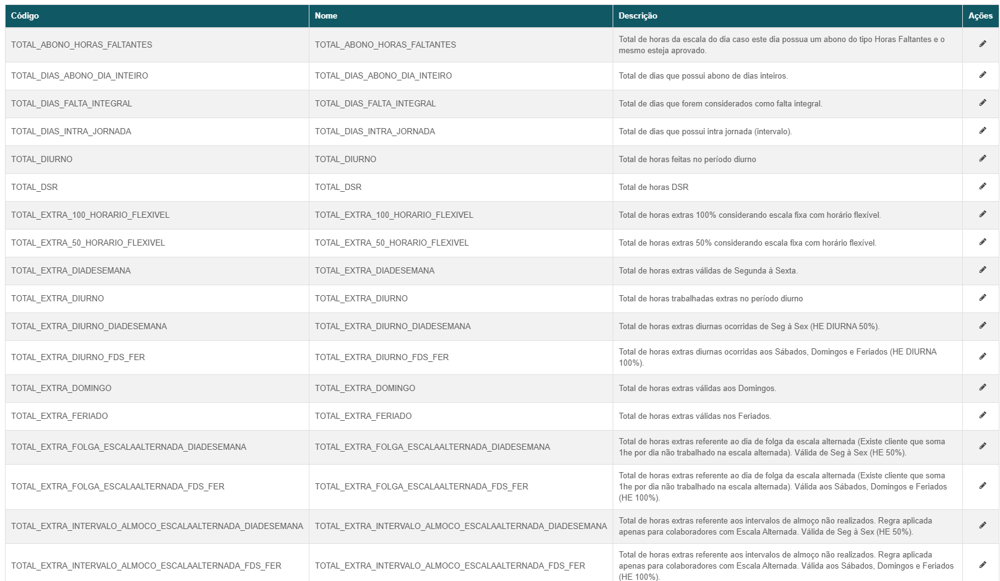 Código Nome Descrição Ações
TOTAL_ABONO_HORAS_FALTANTES TOTAL_ABONO_HORAS_FALTANTES Total de horas da escala do dia caso este dia possua um abono do tipo Horas Faltantes e o
mesmo esteja aprovado.
TOTAL_DIAS_ABONO_DIA_INTEIRO TOTAL_DIAS_ABONO_DIA_INTEIRO Total de dias que possui abono de dias inteiros.
TOTAL_DIAS_FALTA_INTEGRAL TOTAL_DIAS_FALTA_INTEGRAL Total de dias que forem considerados como falta integral.
TOTAL_DIAS_INTRA_JORNADA TOTAL_DIAS_INTRA_JORNADA Total de dias que possui intra jornada (intervalo).
TOTAL_DIURNO TOTAL_DIURNO Total de horas feitas no período diurno
TOTAL_DSR TOTAL_DSR Total de horas DSR
TOTAL_EXTRA_100_HORARIO_FLEXIVEL TOTAL_EXTRA_100_HORARIO_FLEXIVEL Total de horas extras 100% considerando escala fixa com horário flexível.
TOTAL_EXTRA_50_HORARIO_FLEXIVEL TOTAL_EXTRA_50_HORARIO_FLEXIVEL Total de horas extras 50% considerando escala fixa com horário flexível.
TOTAL_EXTRA_DIADESEMANA TOTAL_EXTRA_DIADESEMANA Total de horas extras válidas de Segunda à Sexta.
TOTAL_EXTRA_DIURNO TOTAL_EXTRA_DIURNO Total de horas trabalhadas extras no período diurno
TOTAL_EXTRA_DIURNO_DIADESEMANA TOTAL_EXTRA_DIURNO_DIADESEMANA Total de horas extras diurnas ocorridas de Seg à Sex (HE DIURNA 50%).
TOTAL_EXTRA_DIURNO_FDS_FER TOTAL_EXTRA_DIURNO_FDS_FER Total de horas extras diurnas ocorridas aos Sábados, Domingos e Feriados (HE DIURNA
100%).
TOTAL_EXTRA_DOMINGO TOTAL_EXTRA_DOMINGO Total de horas extras válidas aos Domingos.
TOTAL_EXTRA_FERIADO TOTAL_EXTRA_FERIADO Total de horas extras válidas nos Feriados.
TOTAL_EXTRA_FOLGA_ESCALAALTERNADA_DIADESEMANA TOTAL_EXTRA_FOLGA_ESCALAALTERNADA_DIADESEMANA Total de horas extras referente ao dia de folga da escala alternada (Existe cliente que soma
1he por dia não trabalhado na escala alternada). Válida de Seg à Sex (HE 50%).
TOTAL_EXTRA_FOLGA_ESCALAALTERNADA_FDS_FER TOTAL_EXTRA_FOLGA_ESCALAALTERNADA_FDS_FER Total de horas extras referente ao dia de folga da escala alternada (Existe cliente que soma
1he por dia não trabalhado na escala alternada). Válida aos Sábados, Domingos e Feriados
(HE 100%).
TOTAL_EXTRA_INTERVALO_ALMOCO_ESCALAALTERNADA_DIADESEMANA TOTAL_EXTRA_INTERVALO_ALMOCO_ESCALAALTERNADA_DIADESEMANA Total de horas extras referente aos intervalos de almoço não realizados. Regra aplicada
apenas para colaboradores com Escala Alternada. Válida de Seg à Sex (HE 50%).
TOTAL_EXTRA_INTERVALO_ALMOCO_ESCALAALTERNADA_FDS_FER TOTAL_EXTRA_INTERVALO_ALMOCO_ESCALAALTERNADA_FDS_FER Total de horas extras referente aos intervalos de almoço não realizados. Regra aplicada
apenas para colaboradores com Escala Alternada. Válida aos Sábados, Domingos e Feriados
(HE 100%).